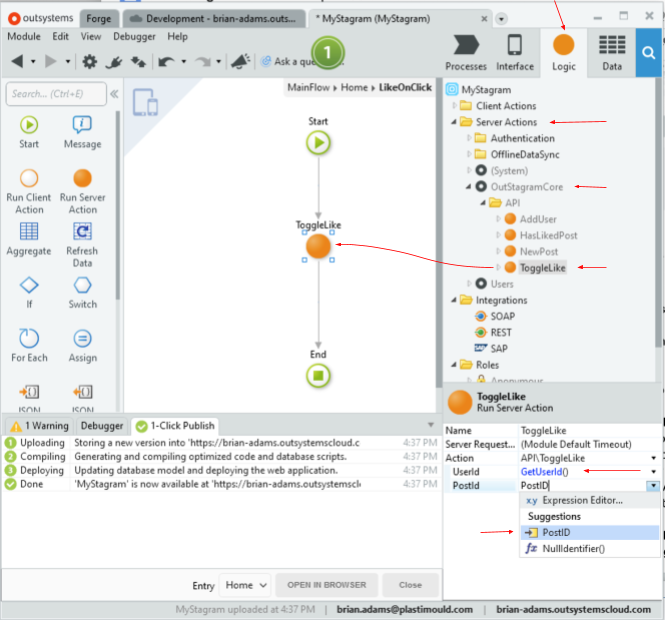 outsystems
Forge
Development - brian-adams.outs...
* MyStagram (MyStagram)
Module Edit View Debugger Help
Ask a que
1
Processes
Interface
Logic
Data
Search... (Ctrl+E)
MainFlow Home LikeOnClick
Start
Message
Run Client
Action
Run Server
Action
Aggregate
Refresh
Data
If
Switch
For Each
Assign
JSON
JSON
Start
ToggleLike
End
MyStagram
Client Actions
Server Actions
Authentication
OfflineDataSync
(System)
OutStagramCore
API
AddUser
HasLikedPost
NewPost
ToggleLike
Users
Integrations
SOAP
REST
SAP
Roles
Anonymous
ToggleLike
Run Server Action
Name ToggleLike
Server Request... (Module Default Timeout)
Action API\ToggleLike
UserId GetUserId()
PostId PostID
xy Expression Editor...
Suggestions
PostID
fx NullIdentifier()
1 Warning Debugger 1-Click Publish
1 Uploading Storing a new version into 'https://brian-adams.outsystemscloud.c 4:37 PM
2 Compiling Generating and compiling optimized code and database scripts. 4:37 PM
3 Deploying Updating database model and deploying the web application. 4:37 PM
Done 'MyStagram' is now available at 'https://brian-adams.outsystemscl 4:37 PM
Entry Home OPEN IN BROWSER Close
MyStagram uploaded at 4:37 PM | brian.adams@plastimould.com | brian-adams.outsystemscloud.com